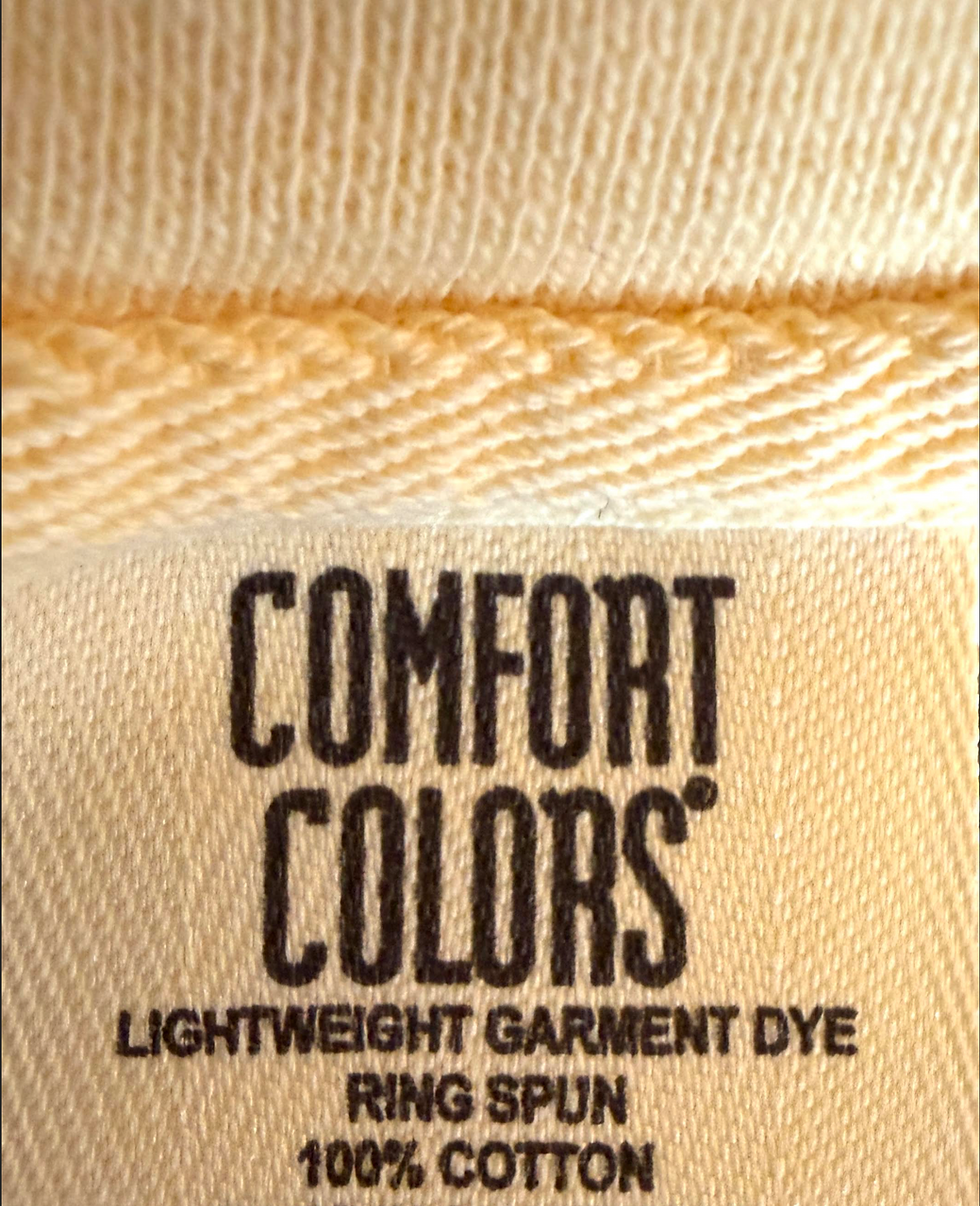 COMFORT
COLORS®
LIGHTWEIGHT GARMENT DYE
RING SPUN
100% COTTON